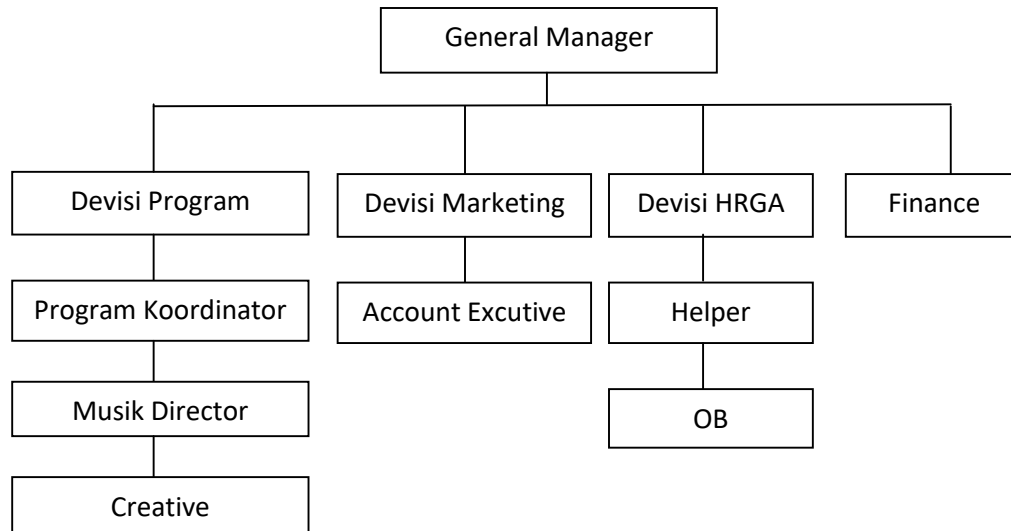 General Manager
Devisi Program
Devisi Marketing
Devisi HRGA
Finance
Program Koordinator
Account Excutive
Helper
Musik Director
OB
Creative